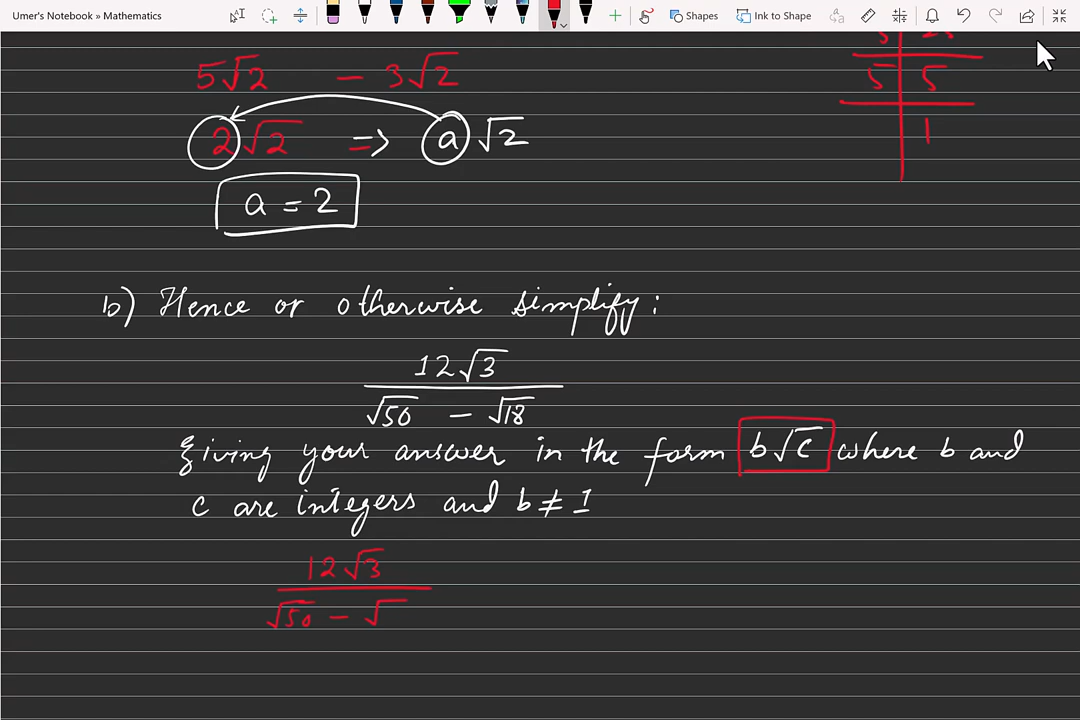 Umer's Notebook » Mathematics
Shapes
Ink to Shape
5√2 − 3√2
5 | 5
2√2 => a√2
1
a = 2
b) Hence or otherwise simplify:
12√3
√50 − √18
giving your answer in the form b√c where b and
c are integers and b ≠ 1
12√3
√50 − √